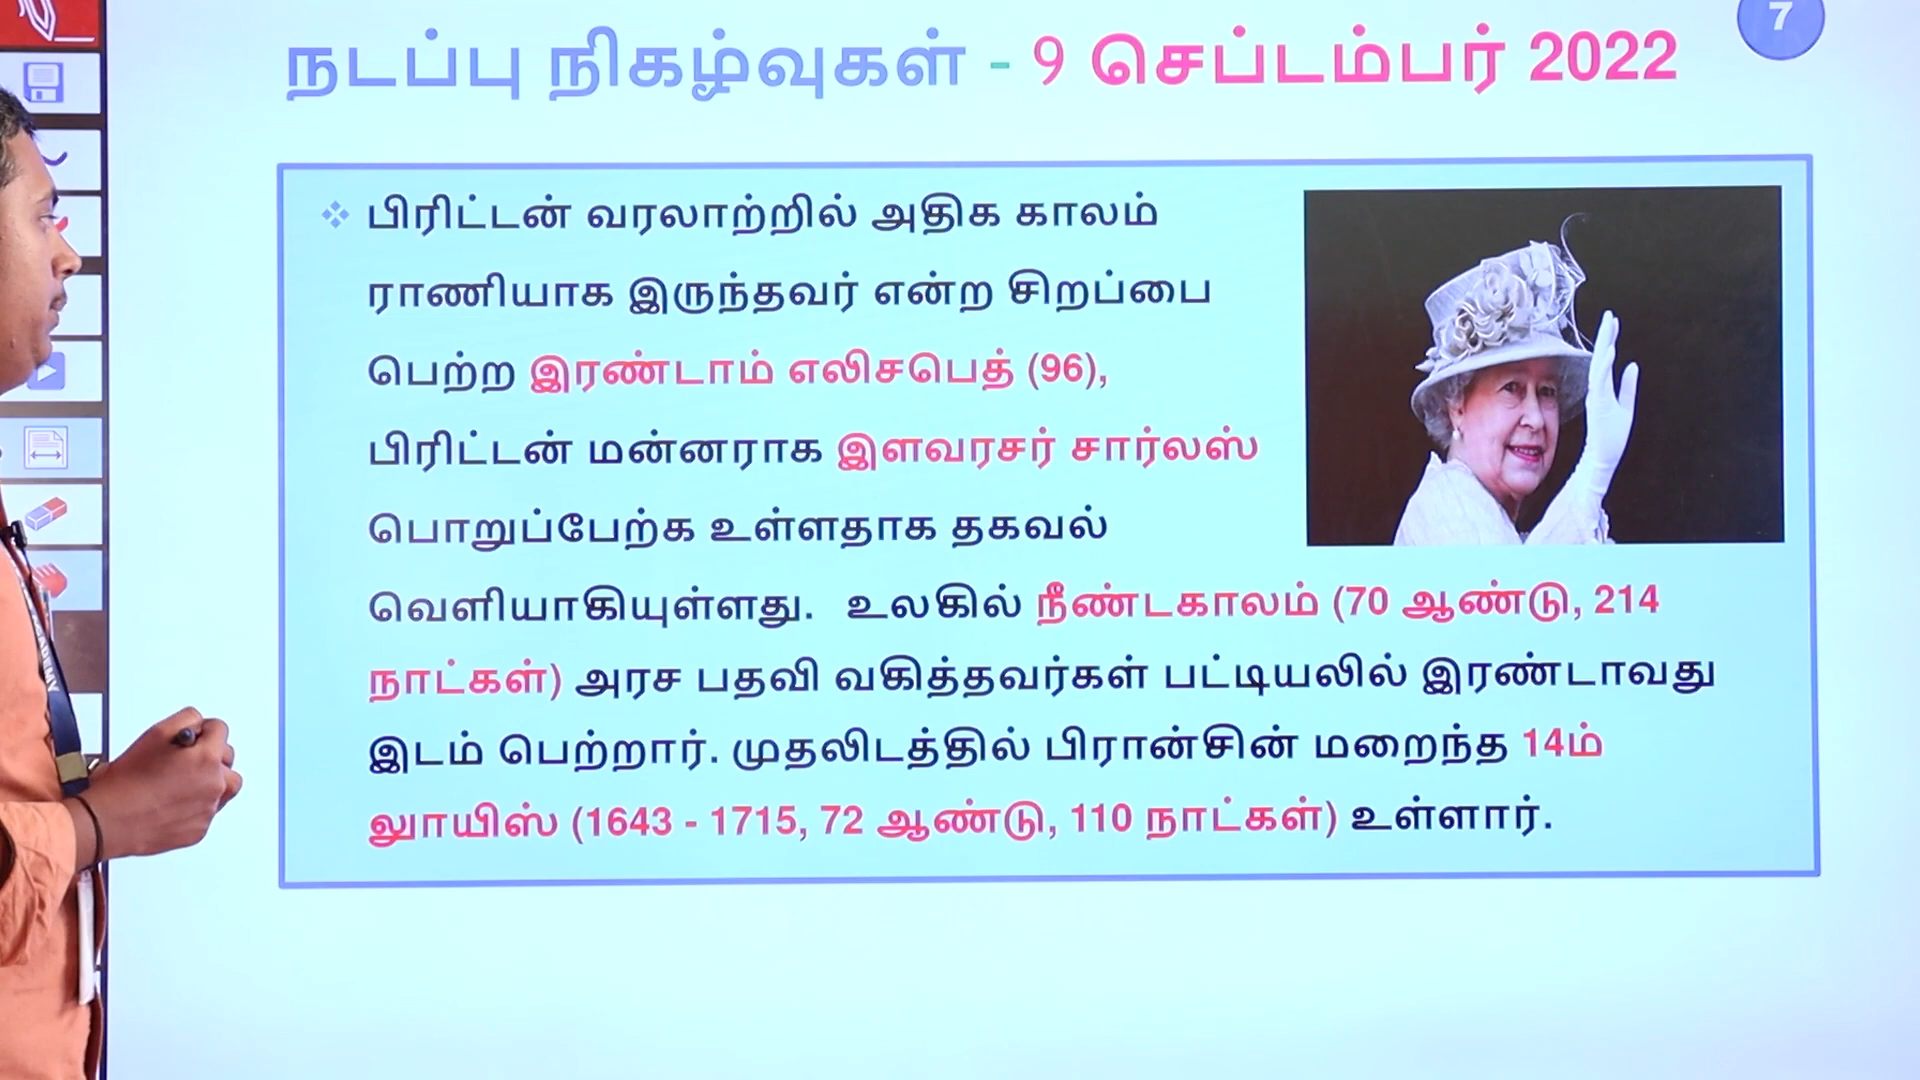 7
நடப்பு நிகழ்வுகள் - 9 செப்டம்பர் 2022
❖ பிரிட்டன் வரலாற்றில் அதிக காலம்
ராணியாக இருந்தவர் என்ற சிறப்பை
பெற்ற இரண்டாம் எலிசபெத் (96),
பிரிட்டன் மன்னராக இளவரசர் சார்லஸ்
பொறுப்பேற்க உள்ளதாக தகவல்
வெளியாகியுள்ளது. உலகில் நீண்டகாலம் (70 ஆண்டு, 214
நாட்கள்) அரச பதவி வகித்தவர்கள் பட்டியலில் இரண்டாவது
இடம் பெற்றார். முதலிடத்தில் பிரான்சின் மறைந்த 14ம்
லூயிஸ் (1643 - 1715, 72 ஆண்டு, 110 நாட்கள்) உள்ளார்.